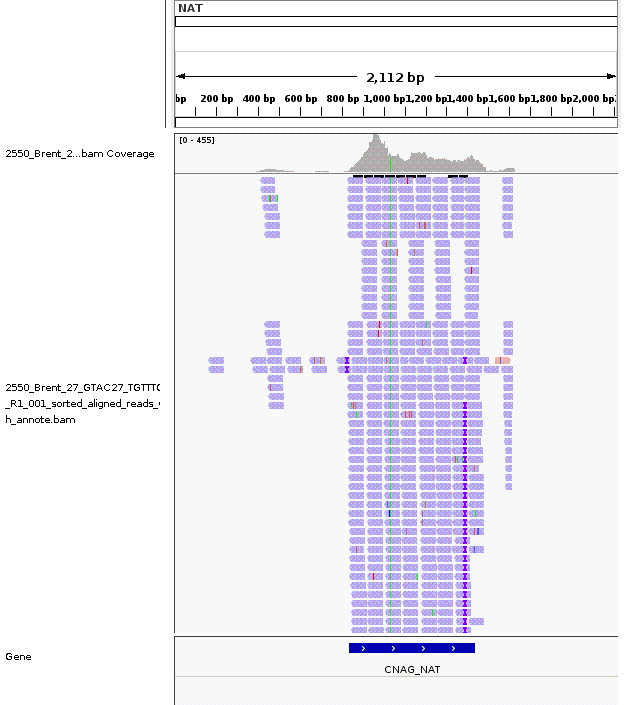 NAT
2,112 bp
bp 200 bp 400 bp 600 bp 800 bp 1,000 bp 1,200 bp 1,400 bp 1,600 bp 1,800 bp 2,000 bp
[0 - 455]
2550_Brent_2...bam Coverage
2550_Brent_27_GTAC27_TGTTTC
_R1_001_sorted_aligned_reads_
h_annote.bam
Gene
CNAG_NAT